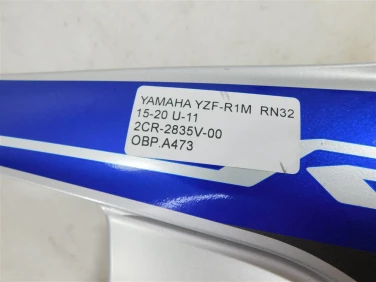 YAMAHA YZF-R1M RN32
15-20 U-11
2CR-2835V-00
OBP.A473